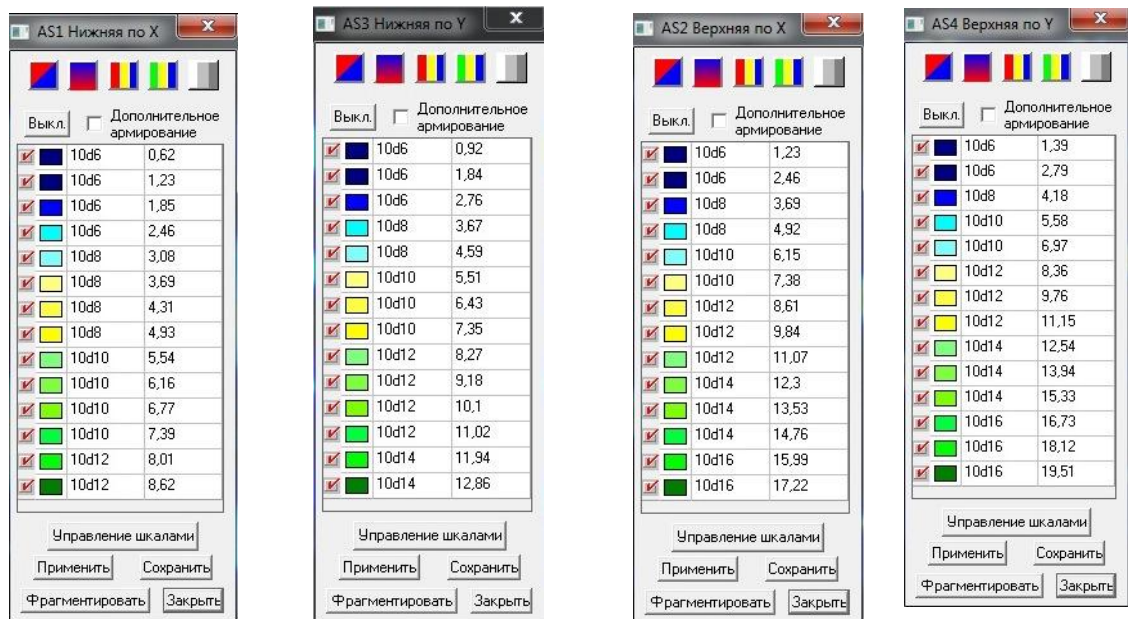 AS1 Нижняя по X
Выкл.
Дополнительное
армирование
10d6 0,62
10d6 1,23
10d6 1,85
10d6 2,46
10d8 3,08
10d8 3,69
10d8 4,31
10d8 4,93
10d10 5,54
10d10 6,16
10d10 6,77
10d10 7,39
10d12 8,01
10d12 8,62
Управление шкалами
Применить Сохранить
Фрагментировать Закрыть
AS3 Нижняя по Y
Выкл.
Дополнительное
армирование
10d6 0,92
10d6 1,84
10d6 2,76
10d8 3,67
10d8 4,59
10d10 5,51
10d10 6,43
10d10 7,35
10d12 8,27
10d12 9,18
10d12 10,1
10d12 11,02
10d14 11,94
10d14 12,86
Управление шкалами
Применить Сохранить
Фрагментировать Закрыть
AS2 Верхняя по X
Выкл.
Дополнительное
армирование
10d6 1,23
10d6 2,46
10d8 3,69
10d8 4,92
10d10 6,15
10d10 7,38
10d12 8,61
10d12 9,84
10d12 11,07
10d14 12,3
10d14 13,53
10d14 14,76
10d16 15,99
10d16 17,22
Управление шкалами
Применить Сохранить
Фрагментировать Закрыть
AS4 Верхняя по Y
Выкл.
Дополнительное
армирование
10d6 1,39
10d6 2,79
10d8 4,18
10d10 5,58
10d10 6,97
10d12 8,36
10d12 9,76
10d12 11,15
10d14 12,54
10d14 13,94
10d14 15,33
10d16 16,73
10d16 18,12
10d16 19,51
Управление шкалами
Применить Сохранить
Фрагментировать Закрыть